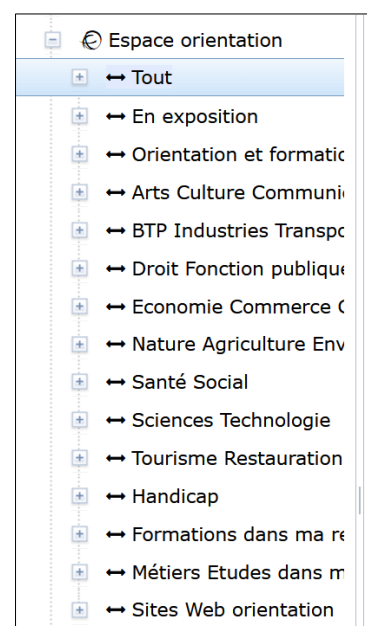 Espace orientation
Tout
En exposition
Orientation et formatic
Arts Culture Communi
BTP Industries Transpo
Droit Fonction publique
Economie Commerce
Nature Agriculture Env
Santé Social
Sciences Technologie
Tourisme Restauration
Handicap
Formations dans ma re
Métiers Etudes dans m
Sites Web orientation